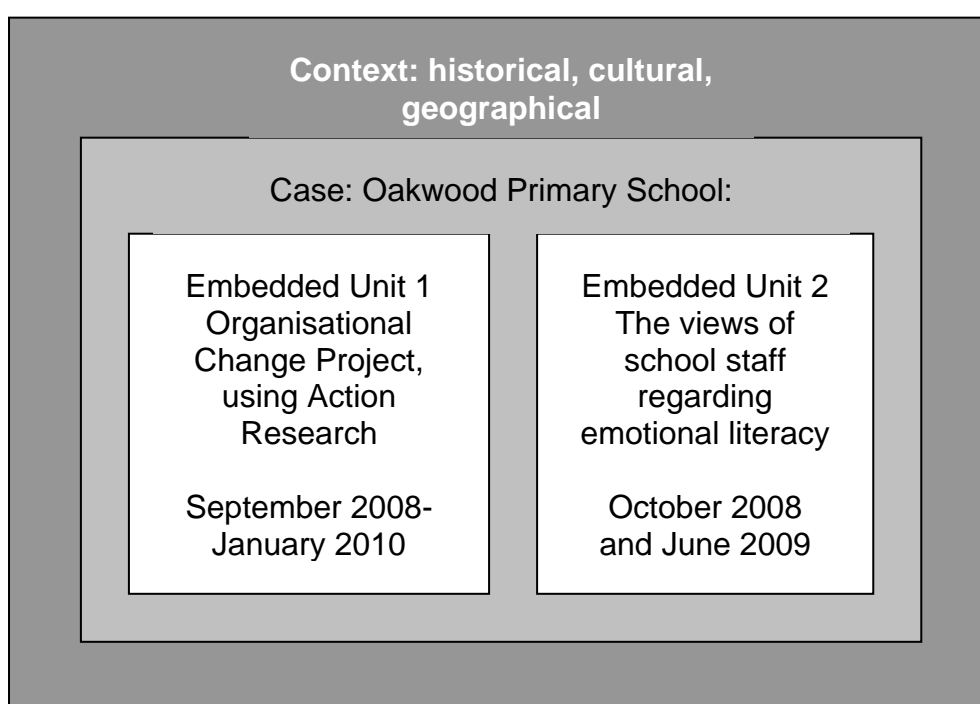 Context: historical, cultural,
geographical
Case: Oakwood Primary School:
Embedded Unit 1
Organisational
Change Project,
using Action
Research
September 2008-
January 2010
Embedded Unit 2
The views of
school staff
regarding
emotional literacy
October 2008
and June 2009